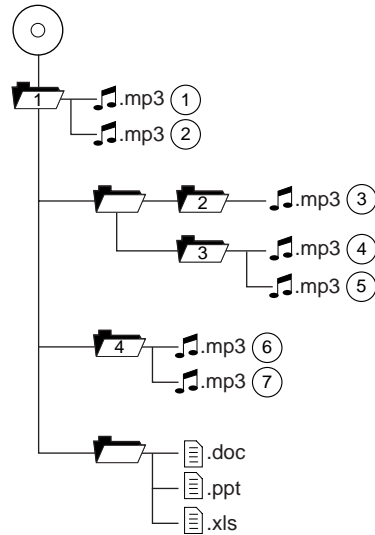 1 .mp3 1
.mp3 2
2 .mp3 3
3 .mp3 4
.mp3 5
4 .mp3 6
.mp3 7
.doc
.ppt
.xls